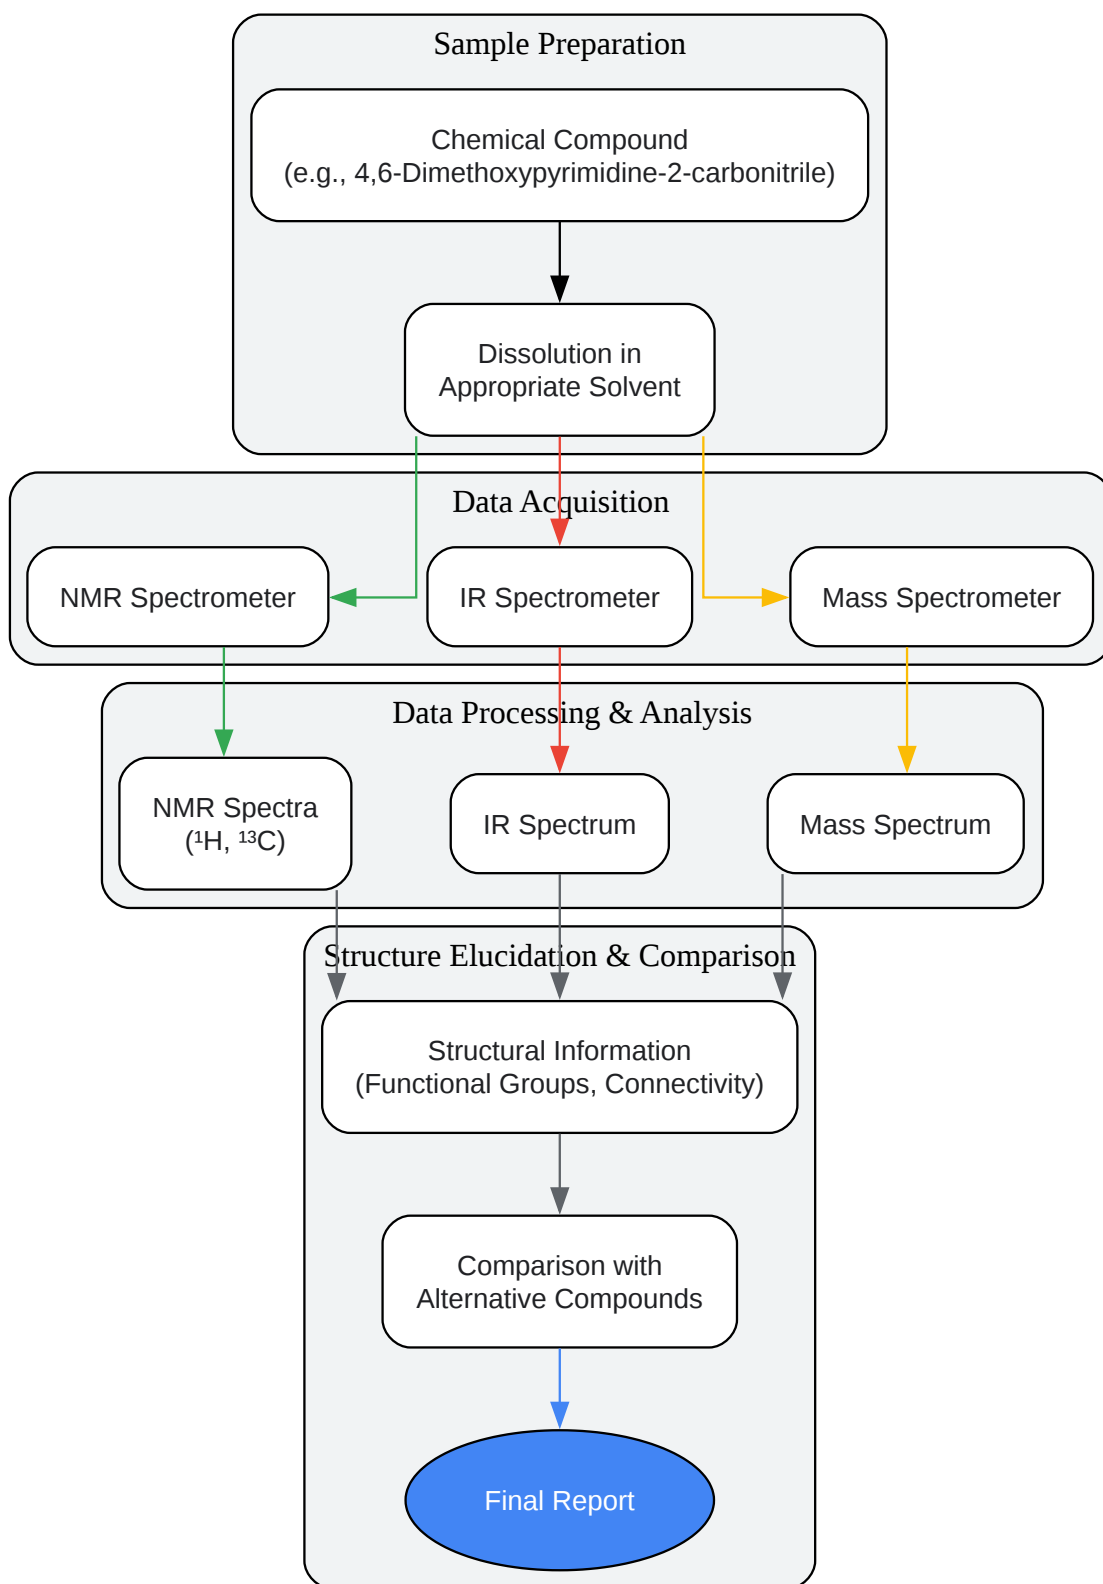 Sample Preparation
Chemical Compound
(e.g., 4,6-Dimethoxypyrimidine-2-carbonitrile)
Dissolution in
Appropriate Solvent
Data Acquisition
NMR Spectrometer
IR Spectrometer
Mass Spectrometer
Data Processing & Analysis
NMR Spectra
(¹H, ¹³C)
IR Spectrum
Mass Spectrum
Structure Elucidation & Comparison
Structural Information
(Functional Groups, Connectivity)
Comparison with
Alternative Compounds
Final Report